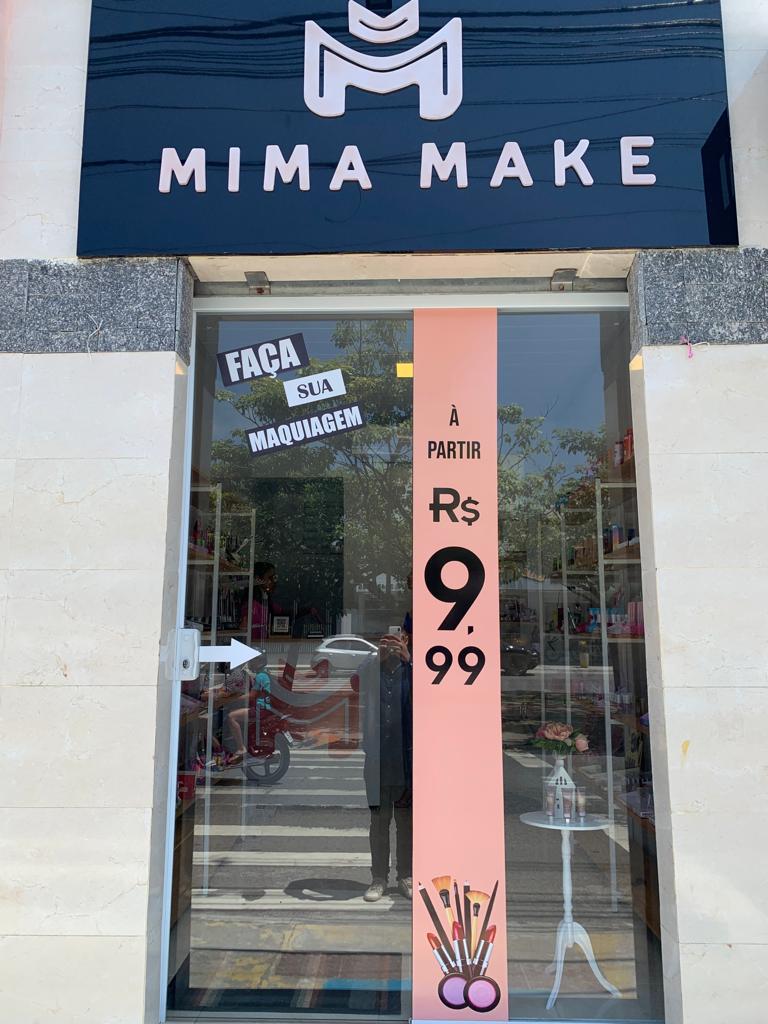 MIMA MAKE
FAÇA
SUA
MAQUIAGEM
À
PARTIR
R$
9,
99